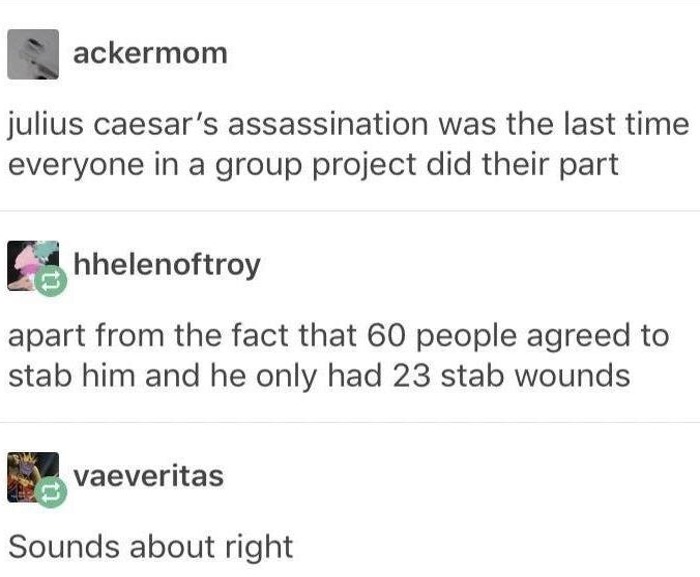 ackermom
julius caesar's assassination was the last time
everyone in a group project did their part
hhelenoftroy
apart from the fact that 60 people agreed to
stab him and he only had 23 stab wounds
vaeveritas
Sounds about right